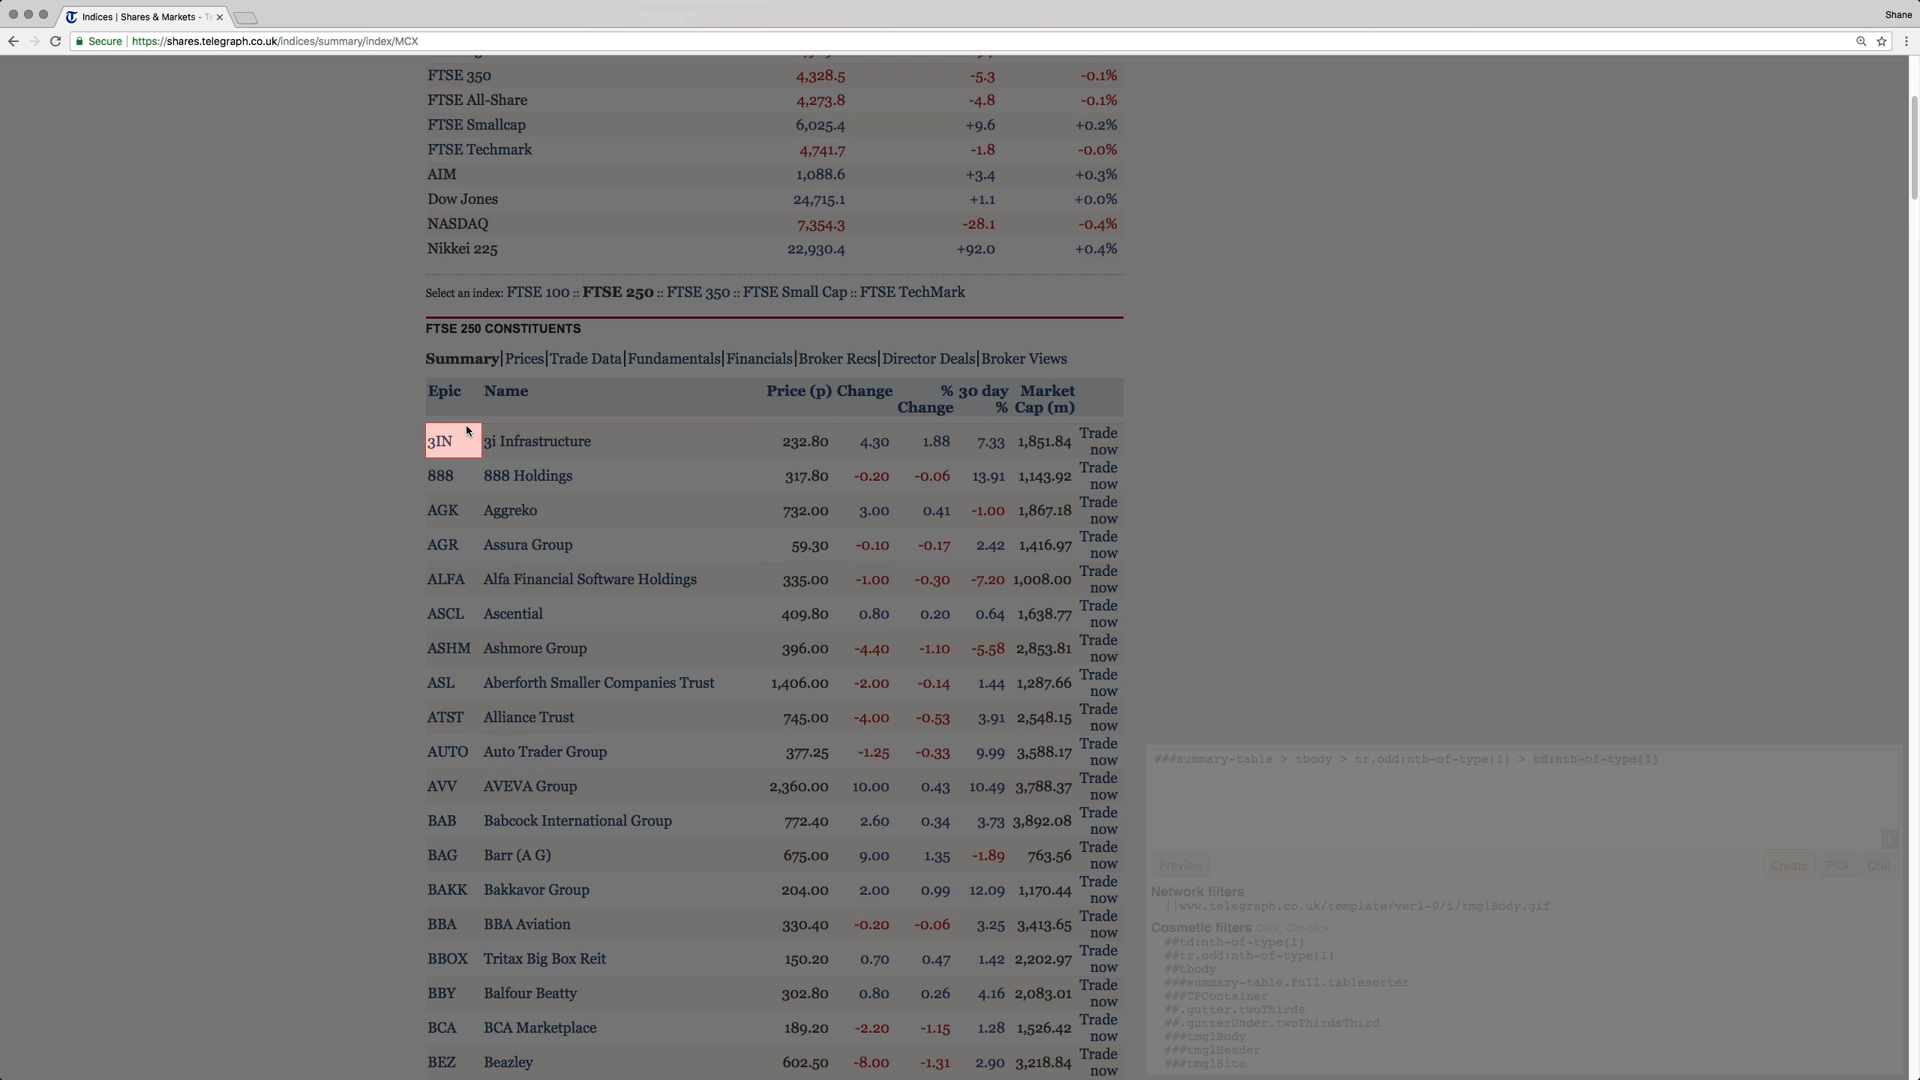 Indices | Shares & Markets - T
Shane
Secure | https://shares.telegraph.co.uk/indices/summary/index/MCX
FTSE 350 4,328.5 -5.3 -0.1%
FTSE All-Share 4,273.8 -4.8 -0.1%
FTSE Smallcap 6,025.4 +9.6 +0.2%
FTSE Techmark 4,741.7 -1.8 -0.0%
AIM 1,088.6 +3.4 +0.3%
Dow Jones 24,715.1 +1.1 +0.0%
NASDAQ 7,354.3 -28.1 -0.4%
Nikkei 225 22,930.4 +92.0 +0.4%
Select an index: FTSE 100 :: FTSE 250 :: FTSE 350 :: FTSE Small Cap :: FTSE TechMark
FTSE 250 CONSTITUENTS
Summary|Prices|Trade Data|Fundamentals|Financials|Broker Recs|Director Deals|Broker Views
Epic Name Price (p) Change % 30 day Market
Change % Cap (m)
3IN 3i Infrastructure 232.80 4.30 1.88 7.33 1,851.84 Trade now
888 888 Holdings 317.80 -0.20 -0.06 13.91 1,143.92 Trade now
AGK Aggreko 732.00 3.00 0.41 -1.00 1,867.18 Trade now
AGR Assura Group 59.30 -0.10 -0.17 2.42 1,416.97 Trade now
ALFA Alfa Financial Software Holdings 335.00 -1.00 -0.30 -7.20 1,008.00 Trade now
ASCL Ascential 409.80 0.80 0.20 0.64 1,638.77 Trade now
ASHM Ashmore Group 396.00 -4.40 -1.10 -5.58 2,853.81 Trade now
ASL Aberforth Smaller Companies Trust 1,406.00 -2.00 -0.14 1.44 1,287.66 Trade now
ATST Alliance Trust 745.00 -4.00 -0.53 3.91 2,548.15 Trade now
AUTO Auto Trader Group 377.25 -1.25 -0.33 9.99 3,588.17 Trade now
AVV AVEVA Group 2,360.00 10.00 0.43 10.49 3,788.37 Trade now
BAB Babcock International Group 772.40 2.60 0.34 3.73 3,892.08 Trade now
BAG Barr (A G) 675.00 9.00 1.35 -1.89 763.56 Trade now
BAKK Bakkavor Group 204.00 2.00 0.99 12.09 1,170.44 Trade now
BBA BBA Aviation 330.40 -0.20 -0.06 3.25 3,413.65 Trade now
BBOX Tritax Big Box Reit 150.20 0.70 0.47 1.42 2,202.97 Trade now
BBY Balfour Beatty 302.80 0.80 0.26 4.16 2,083.01 Trade now
BCA BCA Marketplace 189.20 -2.20 -1.15 1.28 1,526.42 Trade now
BEZ Beazley 602.50 -8.00 -1.31 2.90 3,218.84 Trade now
###summary-table > tbody > tr.odd:nth-of-type(1) > td:nth-of-type(1)
Preview Create Pick Quit
Network filters
||www.telegraph.co.uk/template/ver1-0/i/tmglBody.gif
Cosmetic filters Click, Ctrl-click
##td:nth-of-type(1)
##tr.odd:nth-of-type(1)
##tbody
###summary-table.full.tablesorter
###TPContainer
##.gutter.twoThirds
##.gutterUnder.twoThirdsThird
###tmglBody
###tmglHeader
###tmglSite